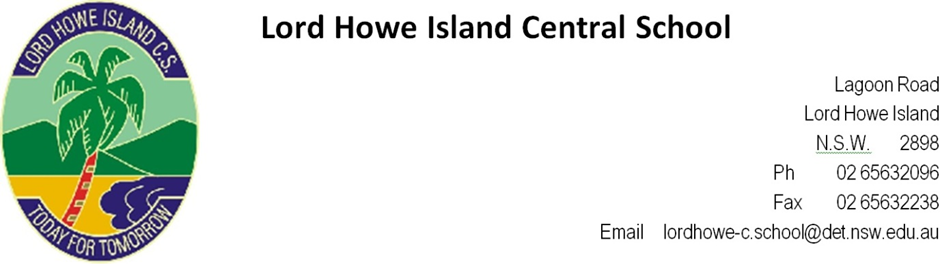 LORD HOWE ISLAND C.S.
TODAY FOR TOMORROW
Lord Howe Island Central School
Lagoon Road
Lord Howe Island
N.S.W. 2898
Ph 02 65632096
Fax 02 65632238
Email lordhowe-c.school@det.nsw.edu.au